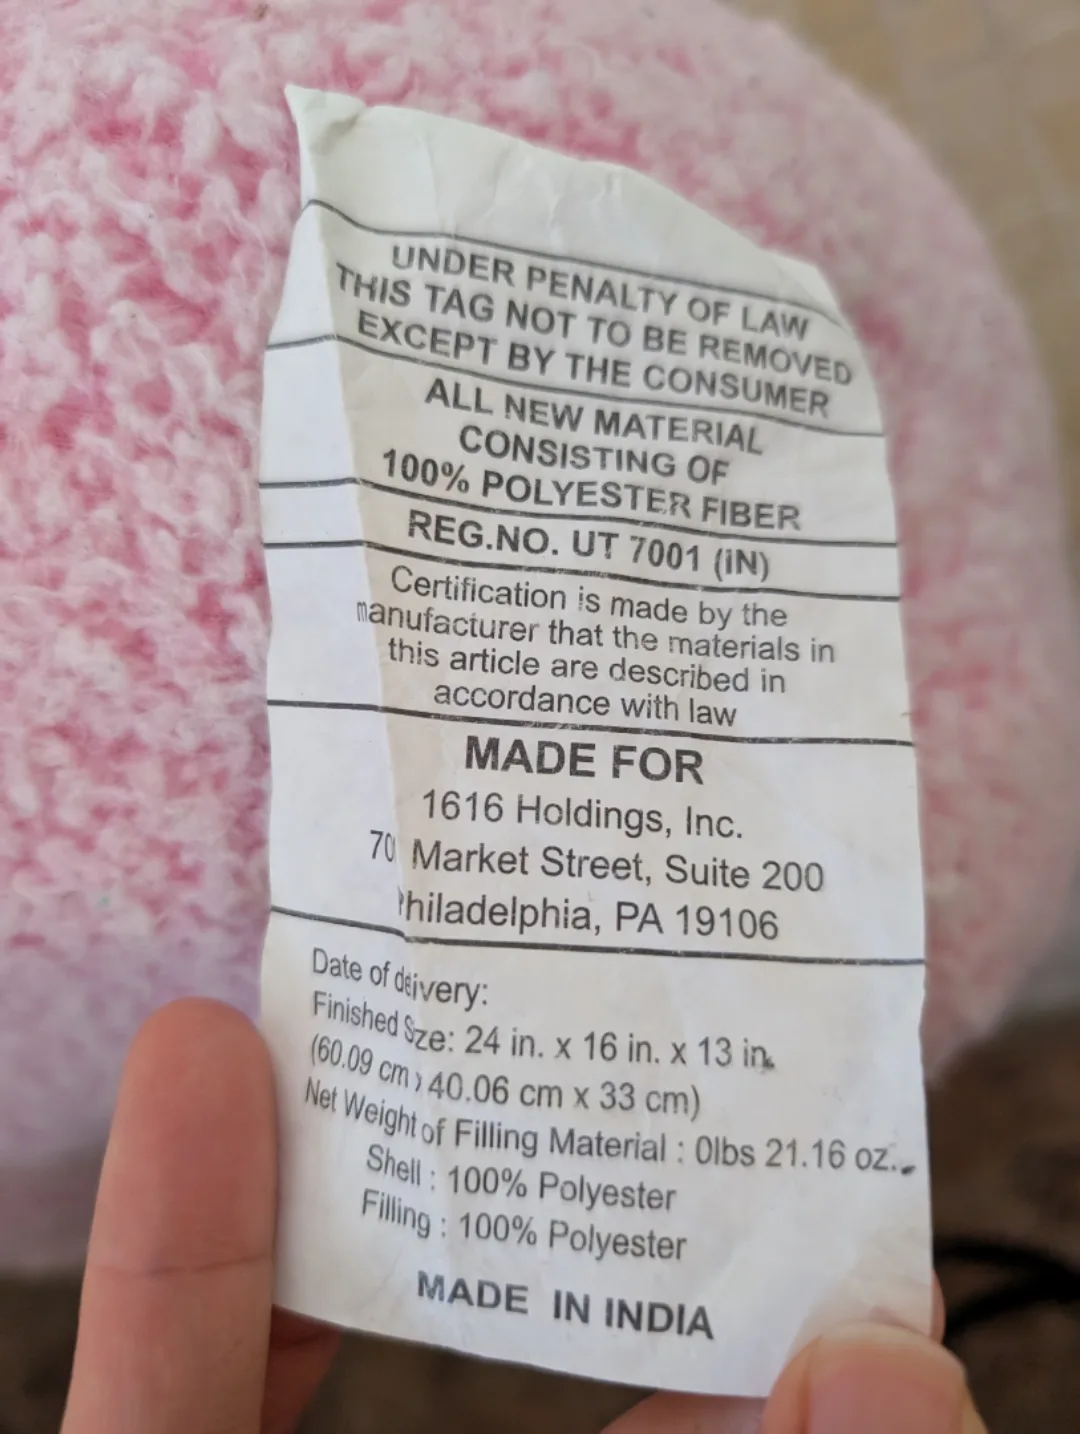 UNDER PENALTY OF LAW
THIS TAG NOT TO BE REMOVED
EXCEPT BY THE CONSUMER
ALL NEW MATERIAL
CONSISTING OF
100% POLYESTER FIBER
REG.NO. UT 7001 (IN)
Certification is made by the
manufacturer that the materials in
this article are described in
accordance with law
MADE FOR
1616 Holdings, Inc.
Market Street, Suite 200
Philadelphia, PA 19106
Date of delivery:
Finished Size: 24 in. x 16 in. x 13 in.
(60.09 cm x 40.06 cm x 33 cm)
Net Weight of Filling Material : 0lbs 21.16 oz.
Shell : 100% Polyester
Filling : 100% Polyester
MADE IN INDIA